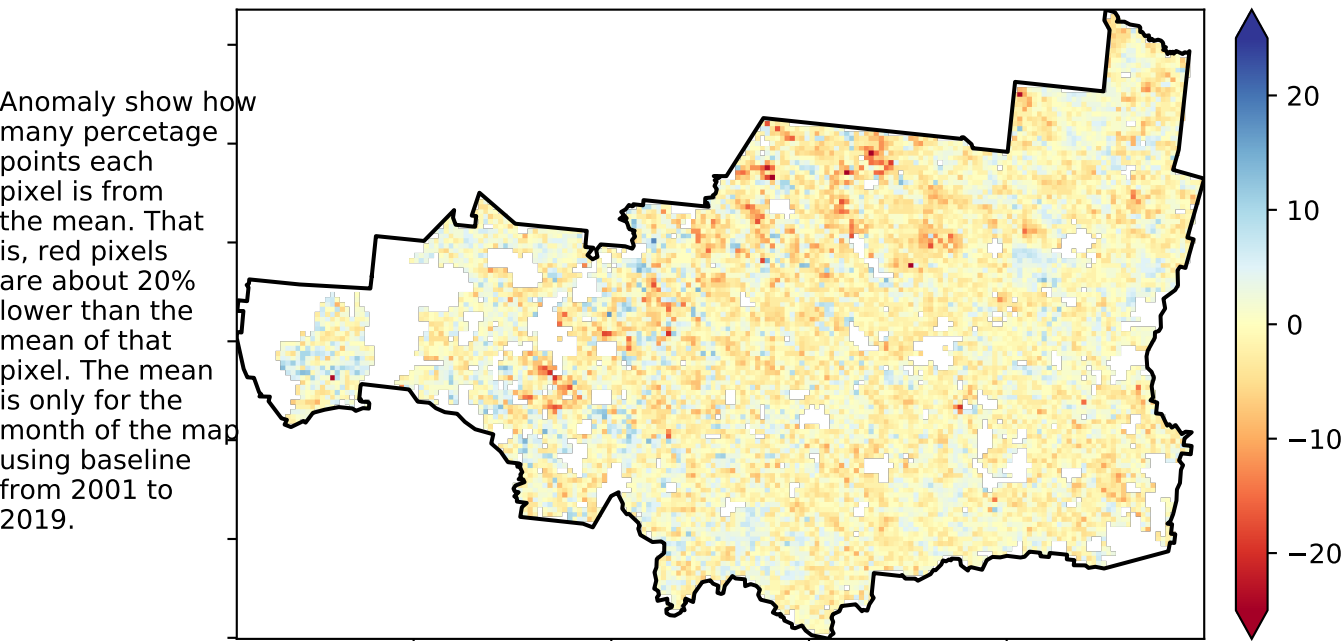 Anomaly show how
many percetage
points each
pixel is from
the mean. That
is, red pixels
are about 20%
lower than the
mean of that
pixel. The mean
is only for the
month of the map
using baseline
from 2001 to
2019.
20
10
0
−10
−20